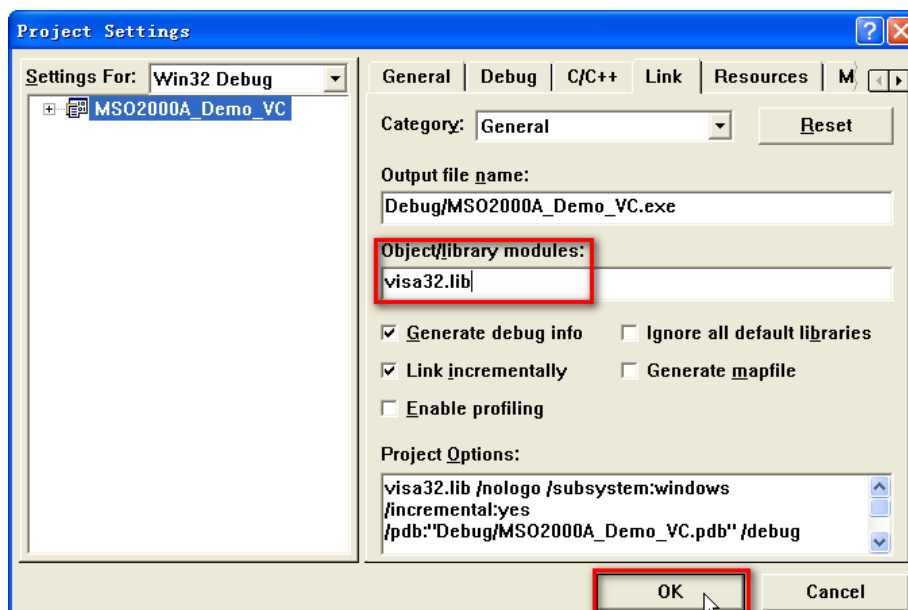 Project Settings
Settings For: Win32 Debug
MSO2000A_Demo_VC
General Debug C/C++ Link Resources M
Category: General Reset
Output file name:
Debug/MSO2000A_Demo_VC.exe
Object/library modules:
visa32.lib
Generate debug info Ignore all default libraries
Link incrementally Generate mapfile
Enable profiling
Project Options:
visa32.lib /nologo /subsystem:windows
/incremental:yes
/pdb:"Debug/MSO2000A_Demo_VC.pdb" /debug
OK Cancel